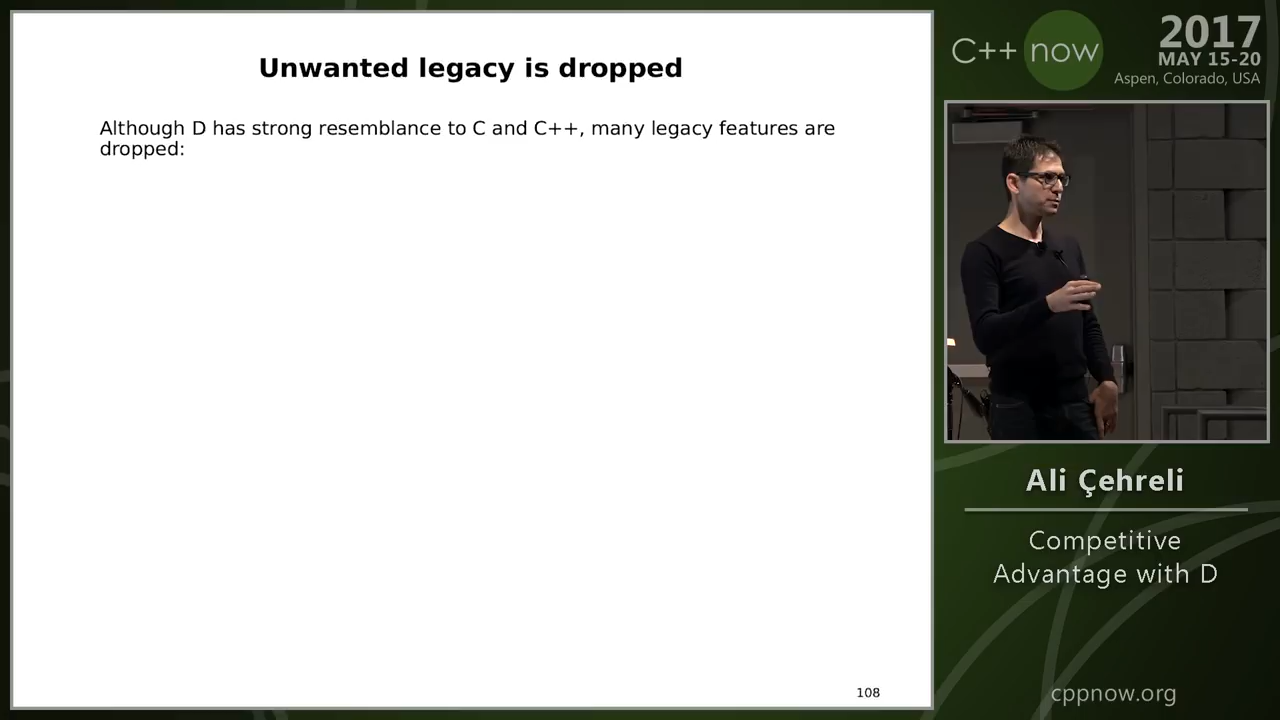 Unwanted legacy is dropped
Although D has strong resemblance to C and C++, many legacy features are
dropped:
108
C++ now
2017
MAY 15-20
Aspen, Colorado, USA
Ali Çehreli
Competitive
Advantage with D
cppnow.org